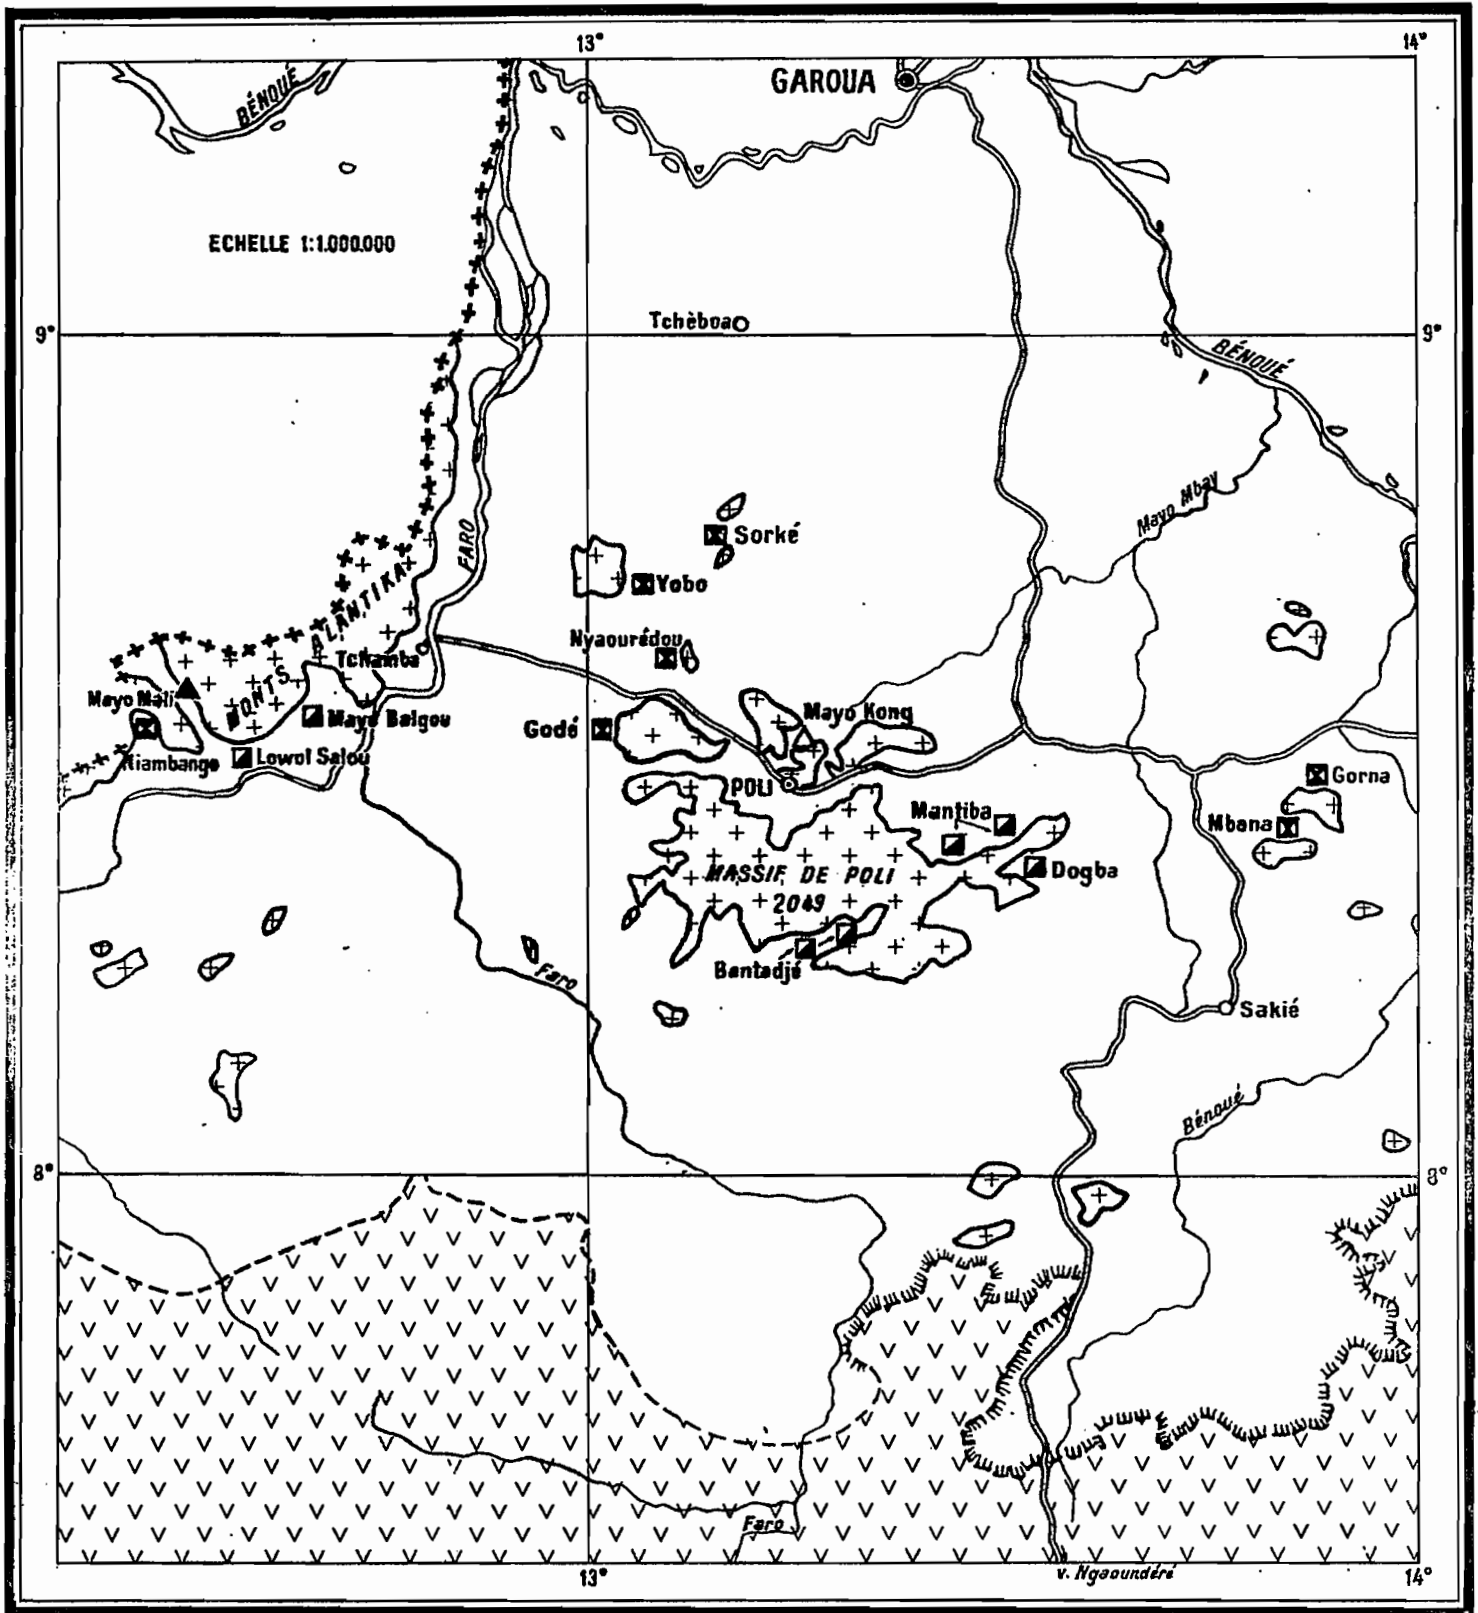 13°
14°
BÉNOUÉ
GAROUA
ECHELLE 1:1.000.000
Tchèboa
9°
9°
BÉNOUÉ
Mayo Mbay
FARO
Sorké
Yobo
MONTS ALANTIKA
Nyaourédou
Tchamba
Mayo Mali
Mayo Balgou
Godé
Mayo Kong
Niambango
Lowol Salou
POLI
Gorna
Mantiba
Mbana
MASSIF DE POLI
2049
Dogba
Bantadjé
Faro
Sakié
Bénoué
8°
8°
Faro
13°
v. Ngaoundéré
14°